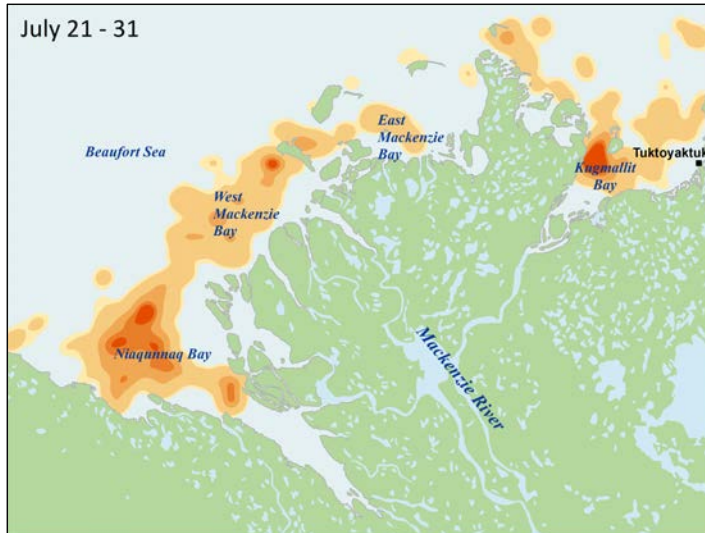 July 21 - 31
East
Mackenzie
Bay
Beaufort Sea
Tuktoyaktuk
Kugmallit
Bay
West
Mackenzie
Bay
Niaqunnaq Bay
Mackenzie River